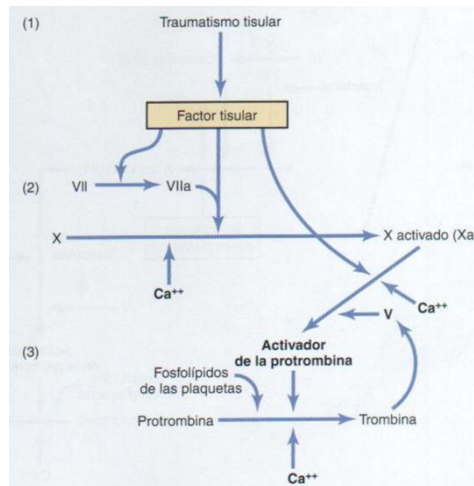 (1)
Traumatismo tisular
Factor tisular
(2)
VII
VIIa
X
X activado (Xa
Ca++
Ca++
V
(3)
Activador
de la protrombina
Fosfolípidos
de las plaquetas
Protrombina
Trombina
Ca++